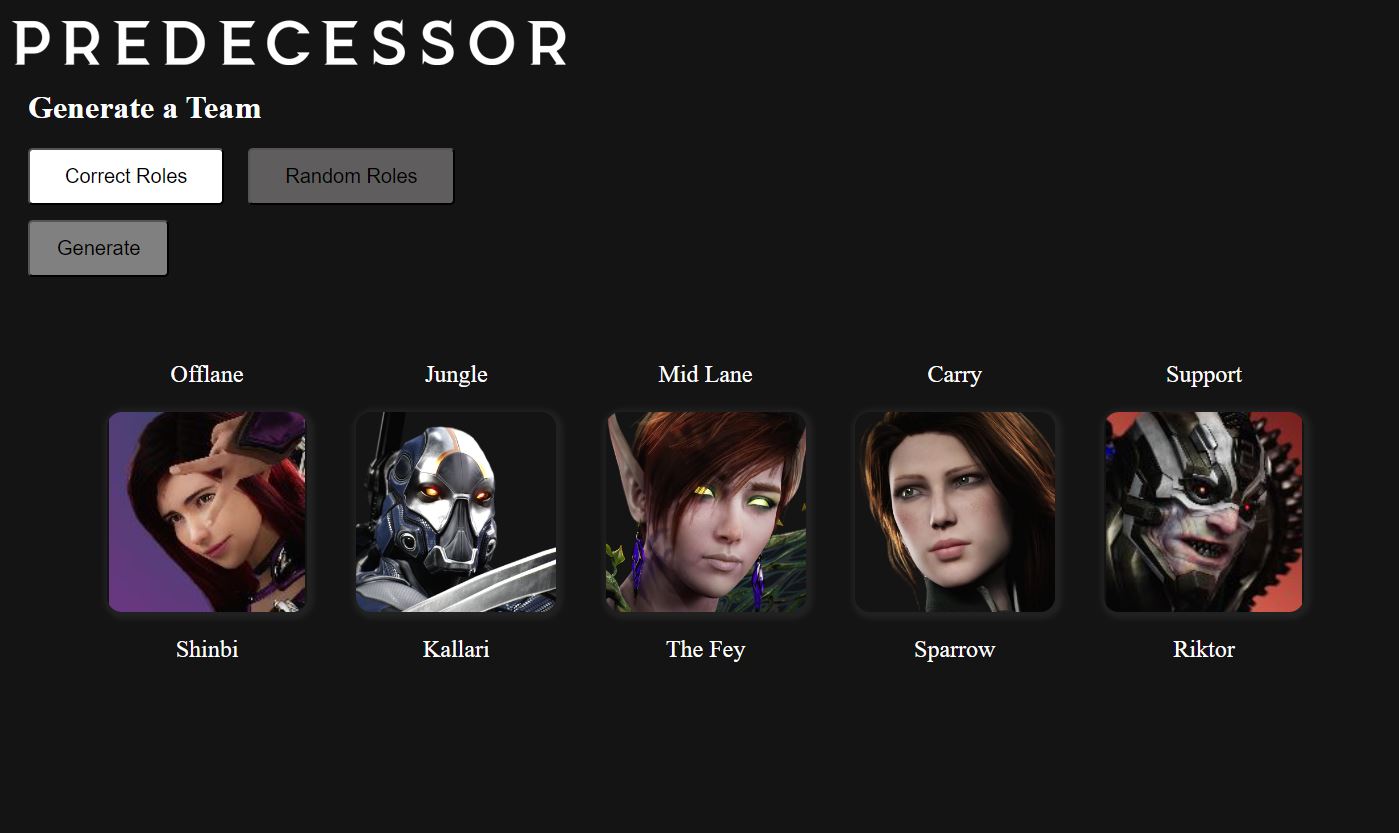 PREDECESSOR
Generate a Team
Correct Roles Random Roles
Generate
Offlane Jungle Mid Lane Carry Support
Shinbi Kallari The Fey Sparrow Riktor